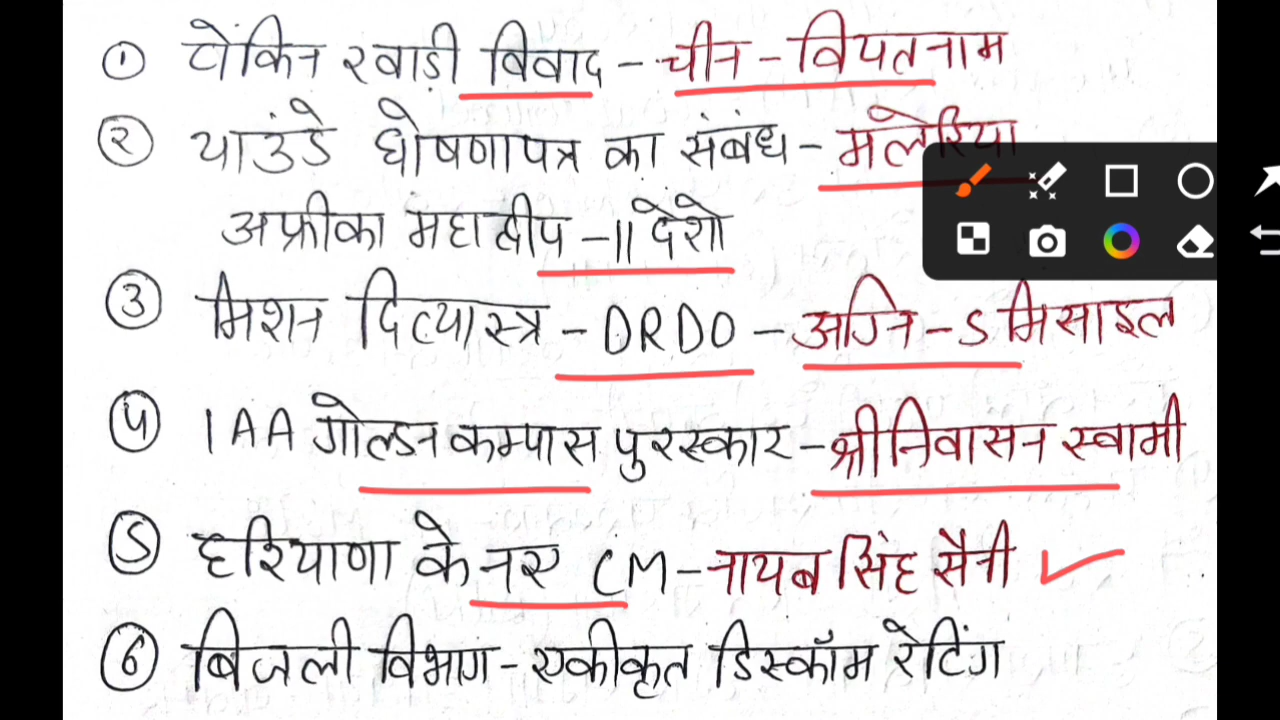 ① टोंकिन खाड़ी विवाद - चीन - वियतनाम
② याउंडे घोषणापत्र का संबंध - मलेरिया
अफ्रीका महाद्वीप - 11 देशो
③ मिशन दिव्यास्त्र - DRDO - अग्नि - 5 मिसाइल
④ IAA गोल्डन कम्पास पुरस्कार - श्रीनिवासन स्वामी
⑤ हरियाणा के नए CM - नायब सिंह सैनी
⑥ बिजली विभाग - एकीकृत डिस्कॉम रेटिंग